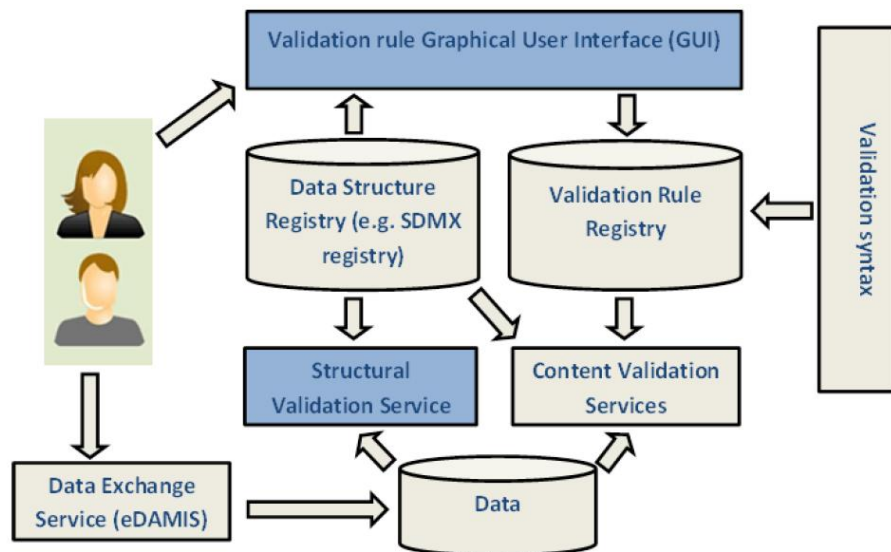 Validation rule Graphical User Interface (GUI)
Data Structure
Registry (e.g. SDMX
registry)
Validation Rule
Registry
Validation syntax
Structural
Validation Service
Content Validation
Services
Data Exchange
Service (eDAMIS)
Data